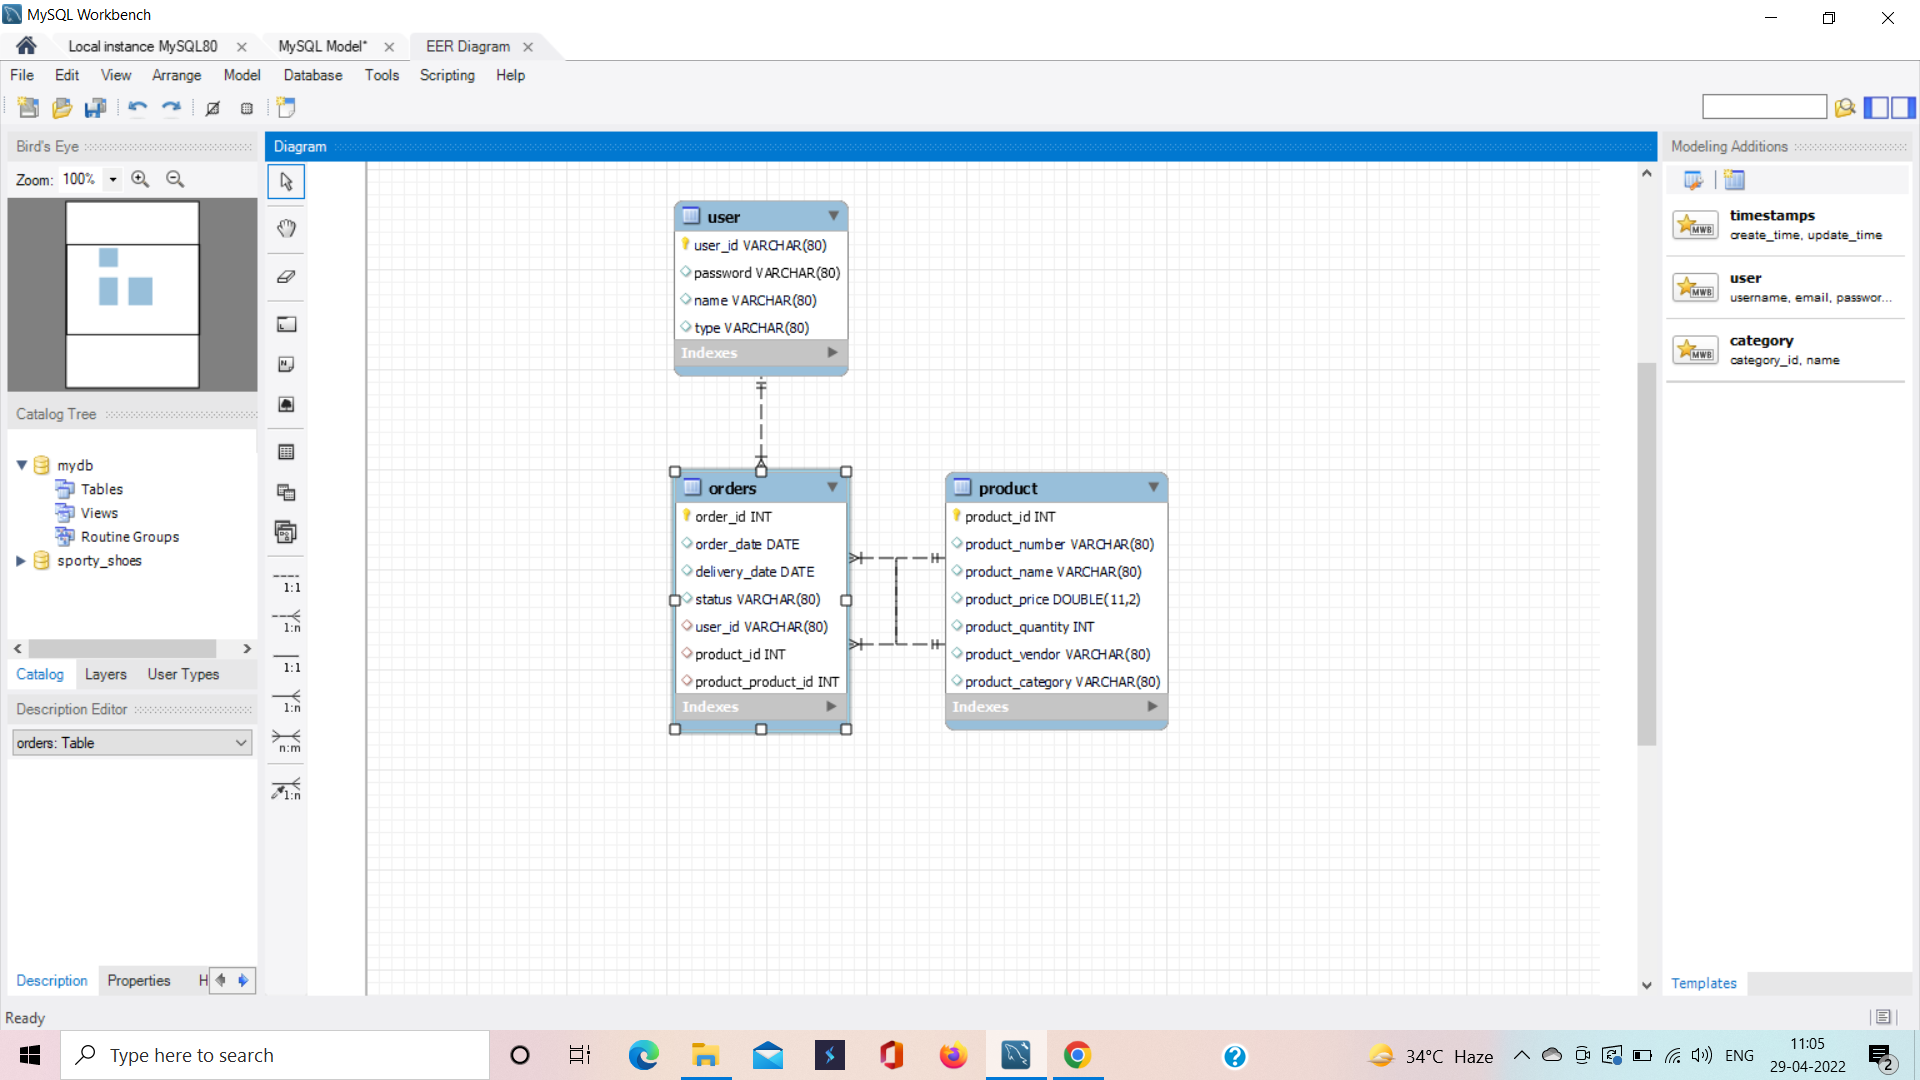 MySQL Workbench
Local instance MySQL80
MySQL Model*
EER Diagram
File Edit View Arrange Model Database Tools Scripting Help
Bird's Eye
Zoom: 100%
Catalog Tree
mydb
Tables
Views
Routine Groups
sporty_shoes
Catalog Layers User Types
Description Editor
orders: Table
Description Properties H
Ready
Diagram
1:1
1:n
1:1
1:n
n:m
1:n
user
user_id VARCHAR(80)
password VARCHAR(80)
name VARCHAR(80)
type VARCHAR(80)
Indexes
orders
order_id INT
order_date DATE
delivery_date DATE
status VARCHAR(80)
user_id VARCHAR(80)
product_id INT
product_product_id INT
Indexes
product
product_id INT
product_number VARCHAR(80)
product_name VARCHAR(80)
product_price DOUBLE(11,2)
product_quantity INT
product_vendor VARCHAR(80)
product_category VARCHAR(80)
Indexes
Modeling Additions
MWB
timestamps
create_time, update_time
MWB
user
username, email, passwor...
MWB
category
category_id, name
Templates
Type here to search
34°C Haze
ENG
11:05
29-04-2022
2